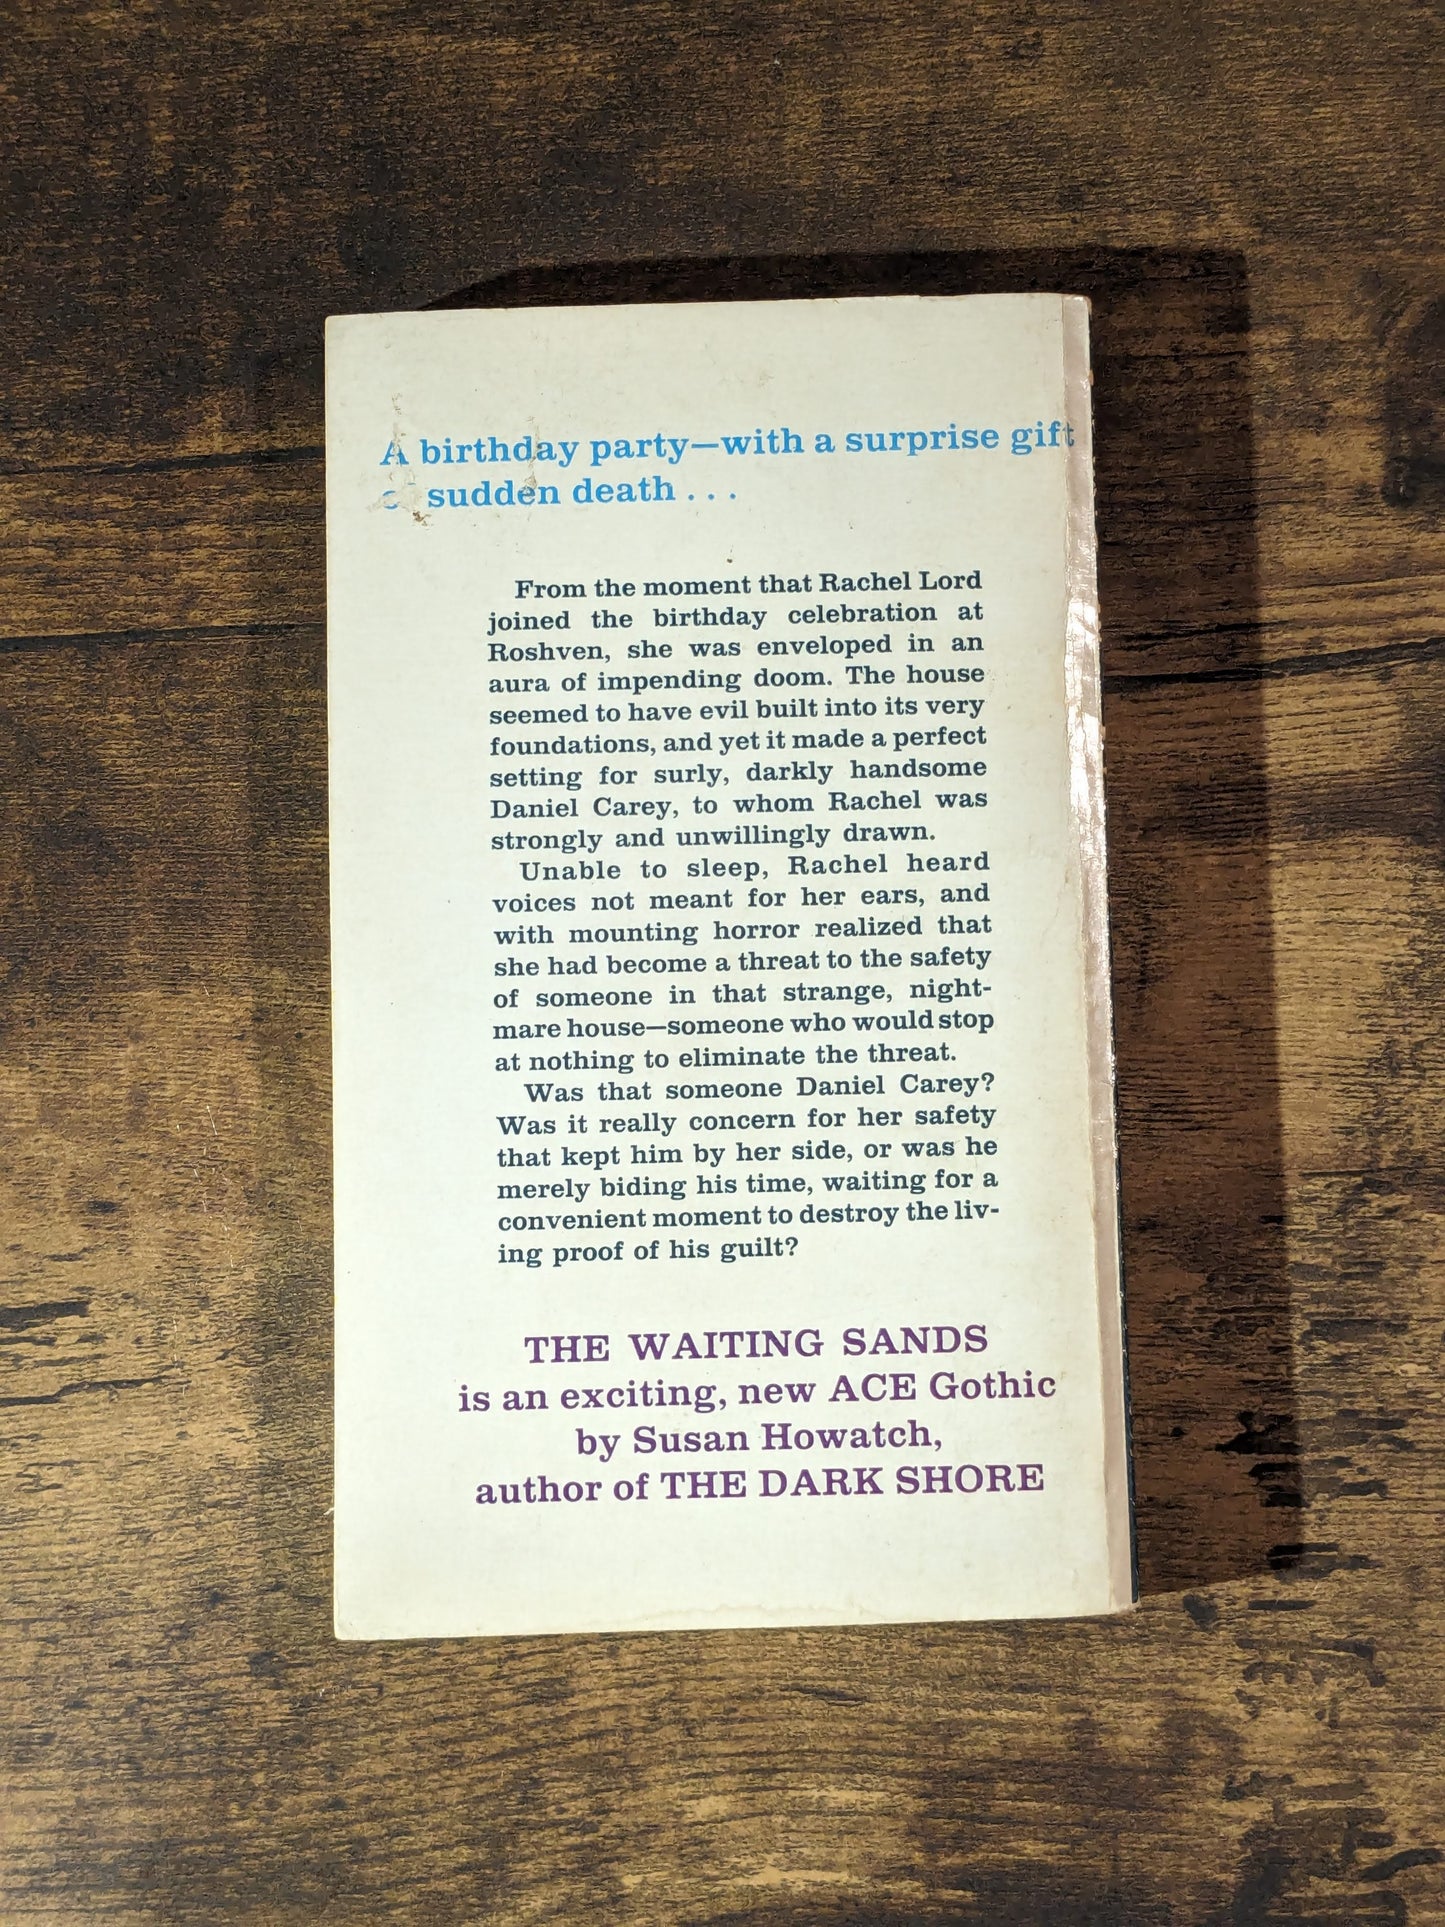 A birthday party—with a surprise gift
sudden death . . .
From the moment that Rachel Lord
joined the birthday celebration at
Roshven, she was enveloped in an
aura of impending doom. The house
seemed to have evil built into its very
foundations, and yet it made a perfect
setting for surly, darkly handsome
Daniel Carey, to whom Rachel was
strongly and unwillingly drawn.
Unable to sleep, Rachel heard
voices not meant for her ears, and
with mounting horror realized that
she had become a threat to the safety
of someone in that strange, night-
mare house—someone who would stop
at nothing to eliminate the threat.
Was that someone Daniel Carey?
Was it really concern for her safety
that kept him by her side, or was he
merely biding his time, waiting for a
convenient moment to destroy the liv-
ing proof of his guilt?
THE WAITING SANDS
is an exciting, new ACE Gothic
by Susan Howatch,
author of THE DARK SHORE